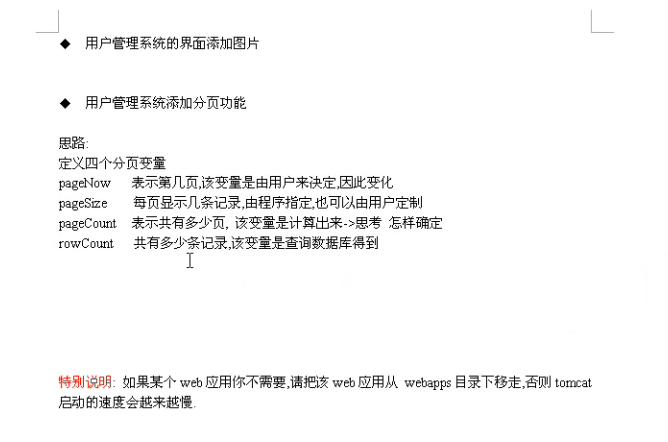 ◆ 用户管理系统的界面添加图片
◆ 用户管理系统添加分页功能
思路:
定义四个分页变量
pageNow 表示第几页,该变量是由用户来决定,因此变化
pageSize 每页显示几条记录,由程序指定,也可以由用户定制
pageCount 表示共有多少页, 该变量是计算出来->思考 怎样确定
rowCount 共有多少条记录,该变量是查询数据库得到
特别说明: 如果某个 web 应用你不需要,请把该 web 应用从 webapps 目录下移走,否则 tomcat
启动的速度会越来越慢.